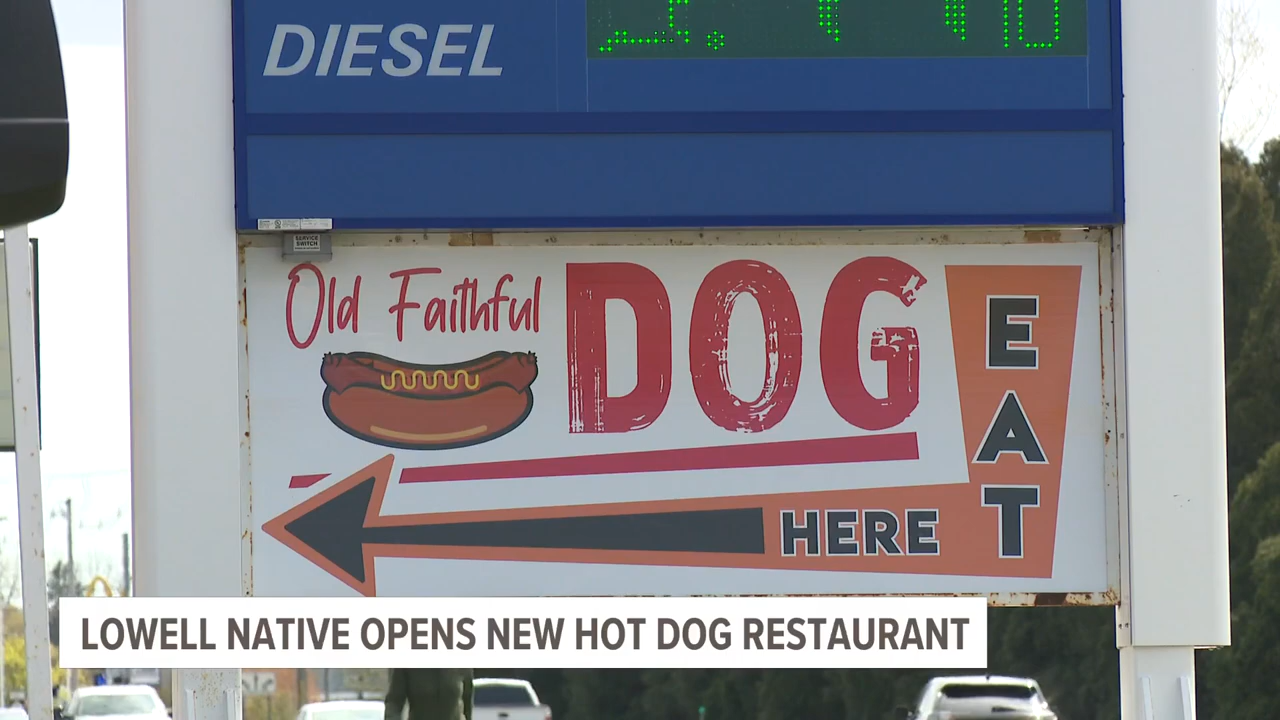 DIESEL
SERVICE
SWITCH
Old Faithful
DOG
EAT
HERE
LOWELL NATIVE OPENS NEW HOT DOG RESTAURANT